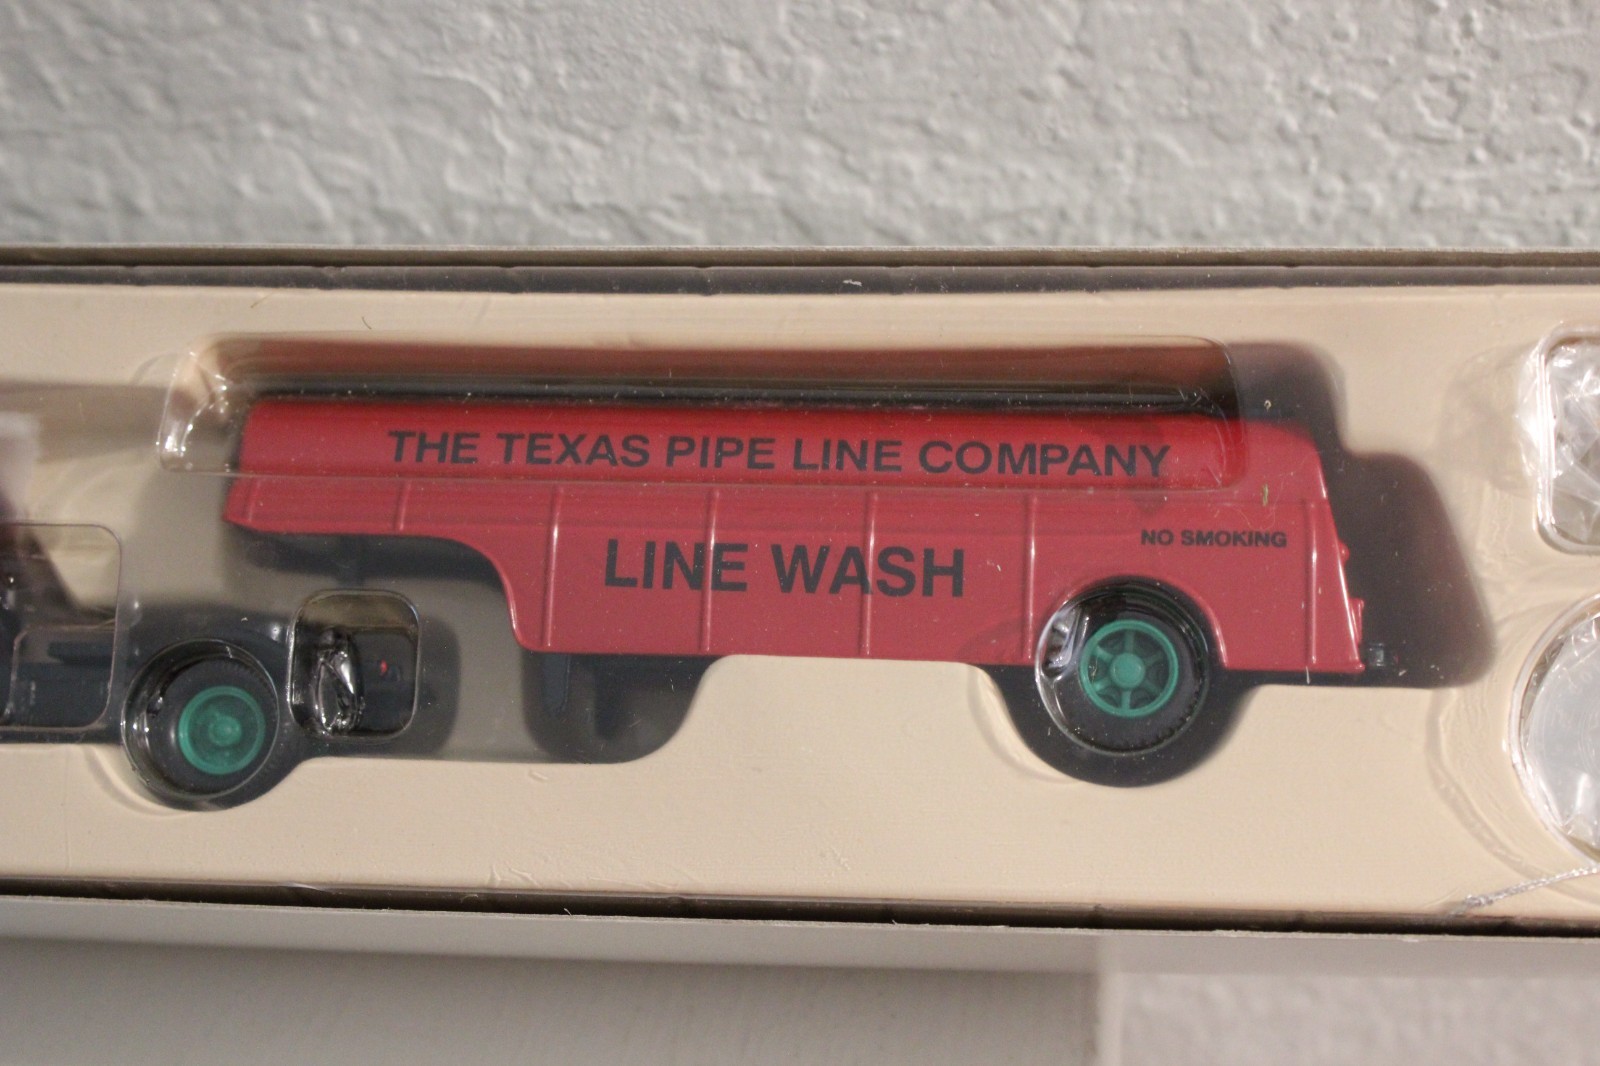 THE TEXAS PIPE LINE COMPANY
LINE WASH
NO SMOKING